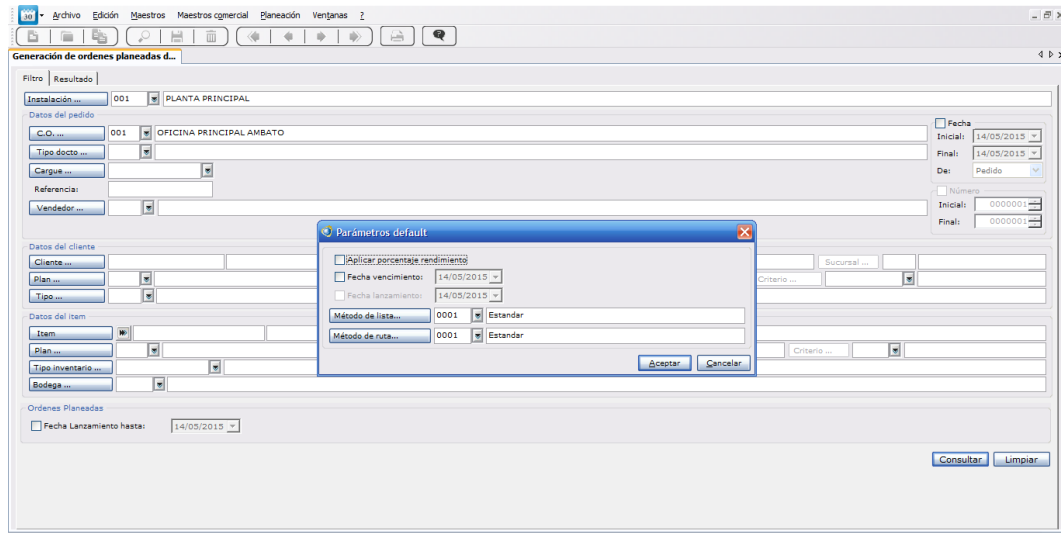 30 Archivo Edición Maestros Maestros comercial Planeación Ventanas ?
Generación de ordenes planeadas d...
Filtro Resultado
Instalación ... 001 PLANTA PRINCIPAL
Datos del pedido
C.O. ... 001 OFICINA PRINCIPAL AMBATO
Tipo docto ...
Cargue ...
Referencia:
Vendedor ...
Fecha
Inicial: 14/05/2015
Final: 14/05/2015
De: Pedido
Número
Inicial: 0000001
Final: 0000001
Datos del cliente
Cliente ... Sucursal ...
Plan ... Criterio ...
Tipo ...
Datos del item
Item
Plan ... Criterio ...
Tipo inventario ...
Bodega ...
Parámetros default
Aplicar porcentaje rendimiento
Fecha vencimiento: 14/05/2015
Fecha lanzamiento: 14/05/2015
Método de lista... 0001 Estandar
Método de ruta... 0001 Estandar
Aceptar Cancelar
Ordenes Planeadas
Fecha Lanzamiento hasta: 14/05/2015
Consultar Limpiar